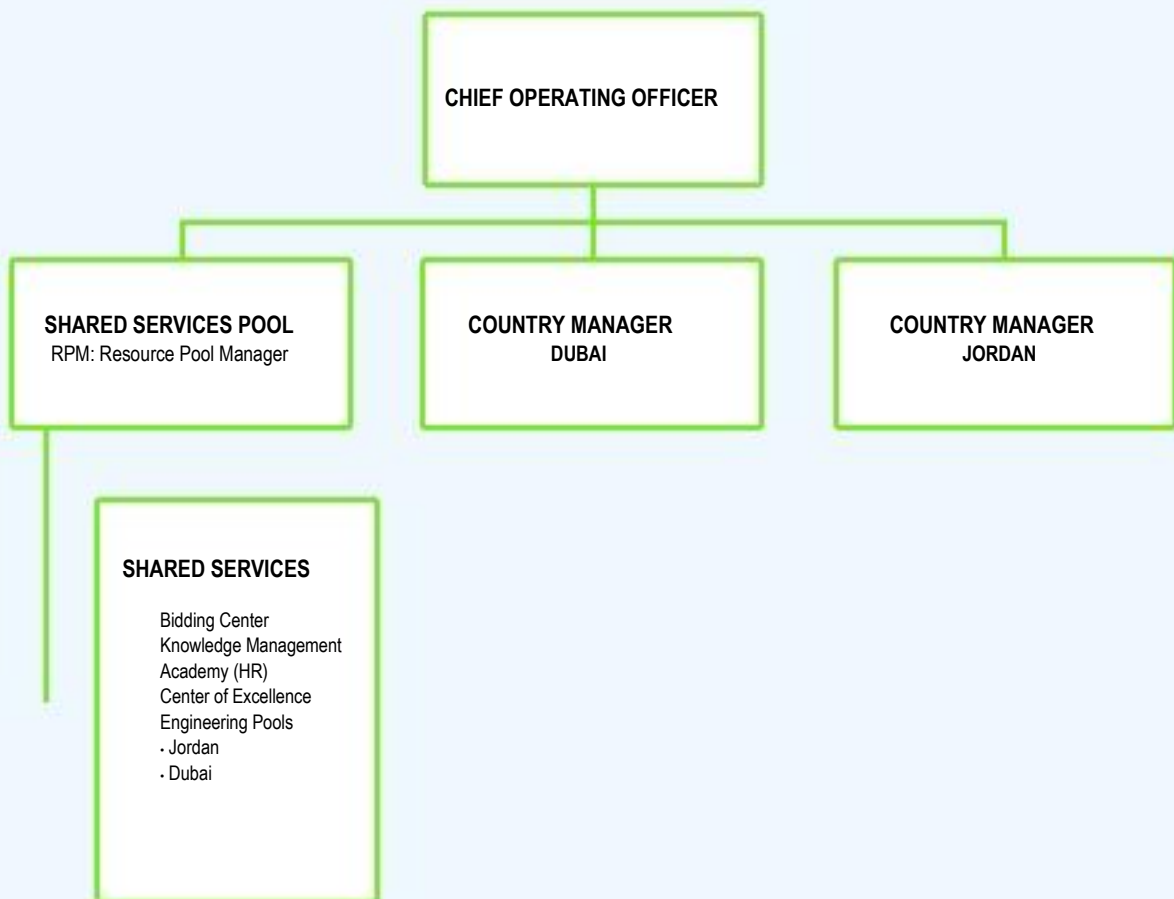 CHIEF OPERATING OFFICER
SHARED SERVICES POOL
RPM: Resource Pool Manager
COUNTRY MANAGER
DUBAI
COUNTRY MANAGER
JORDAN
SHARED SERVICES
Bidding Center
Knowledge Management
Academy (HR)
Center of Excellence
Engineering Pools
• Jordan
• Dubai